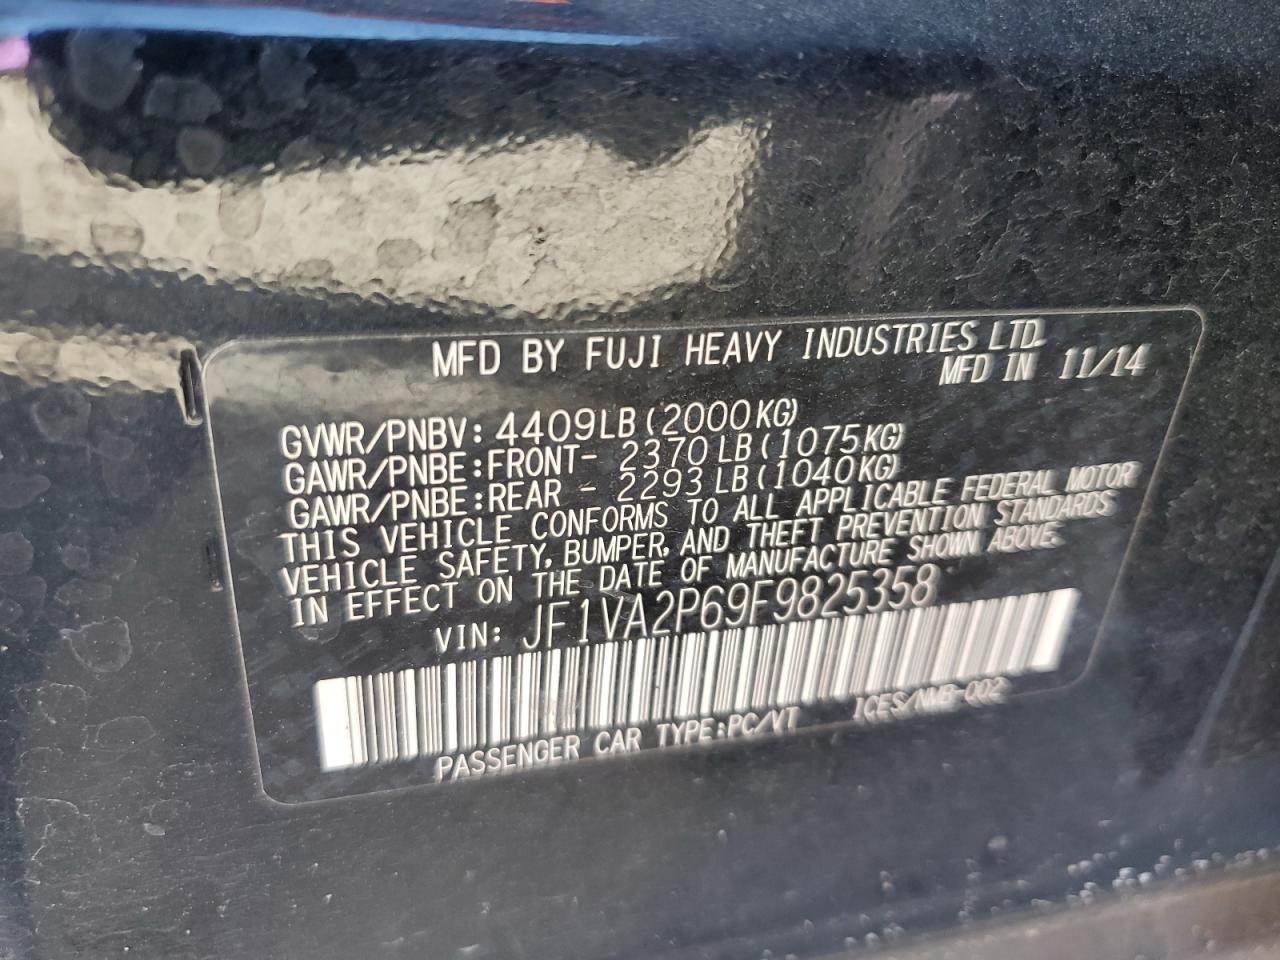 MFD BY FUJI HEAVY INDUSTRIES LTD.
MFD IN 11/14
GVWR/PNBV: 4409LB (2000KG)
GAWR/PNBE:FRONT- 2370LB(1075KG)
GAWR/PNBE:REAR - 2293LB(1040KG)
THIS VEHICLE CONFORMS TO ALL APPLICABLE FEDERAL MOTOR
VEHICLE SAFETY, BUMPER, AND THEFT PREVENTION STANDARDS
IN EFFECT ON THE DATE OF MANUFACTURE SHOWN ABOVE.
VIN: JF1VA2P69F9825358
PASSENGER CAR TYPE:PC/VT ICES/NMB-002